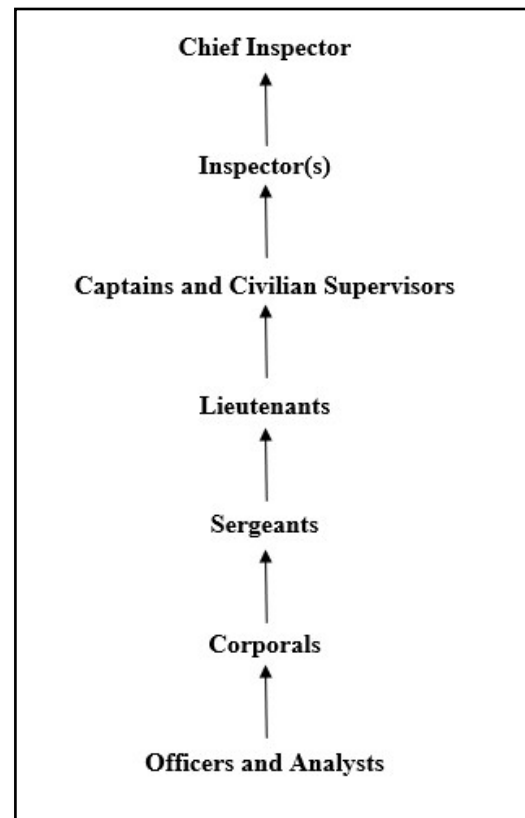 Chief Inspector
Inspector(s)
Captains and Civilian Supervisors
Lieutenants
Sergeants
Corporals
Officers and Analysts